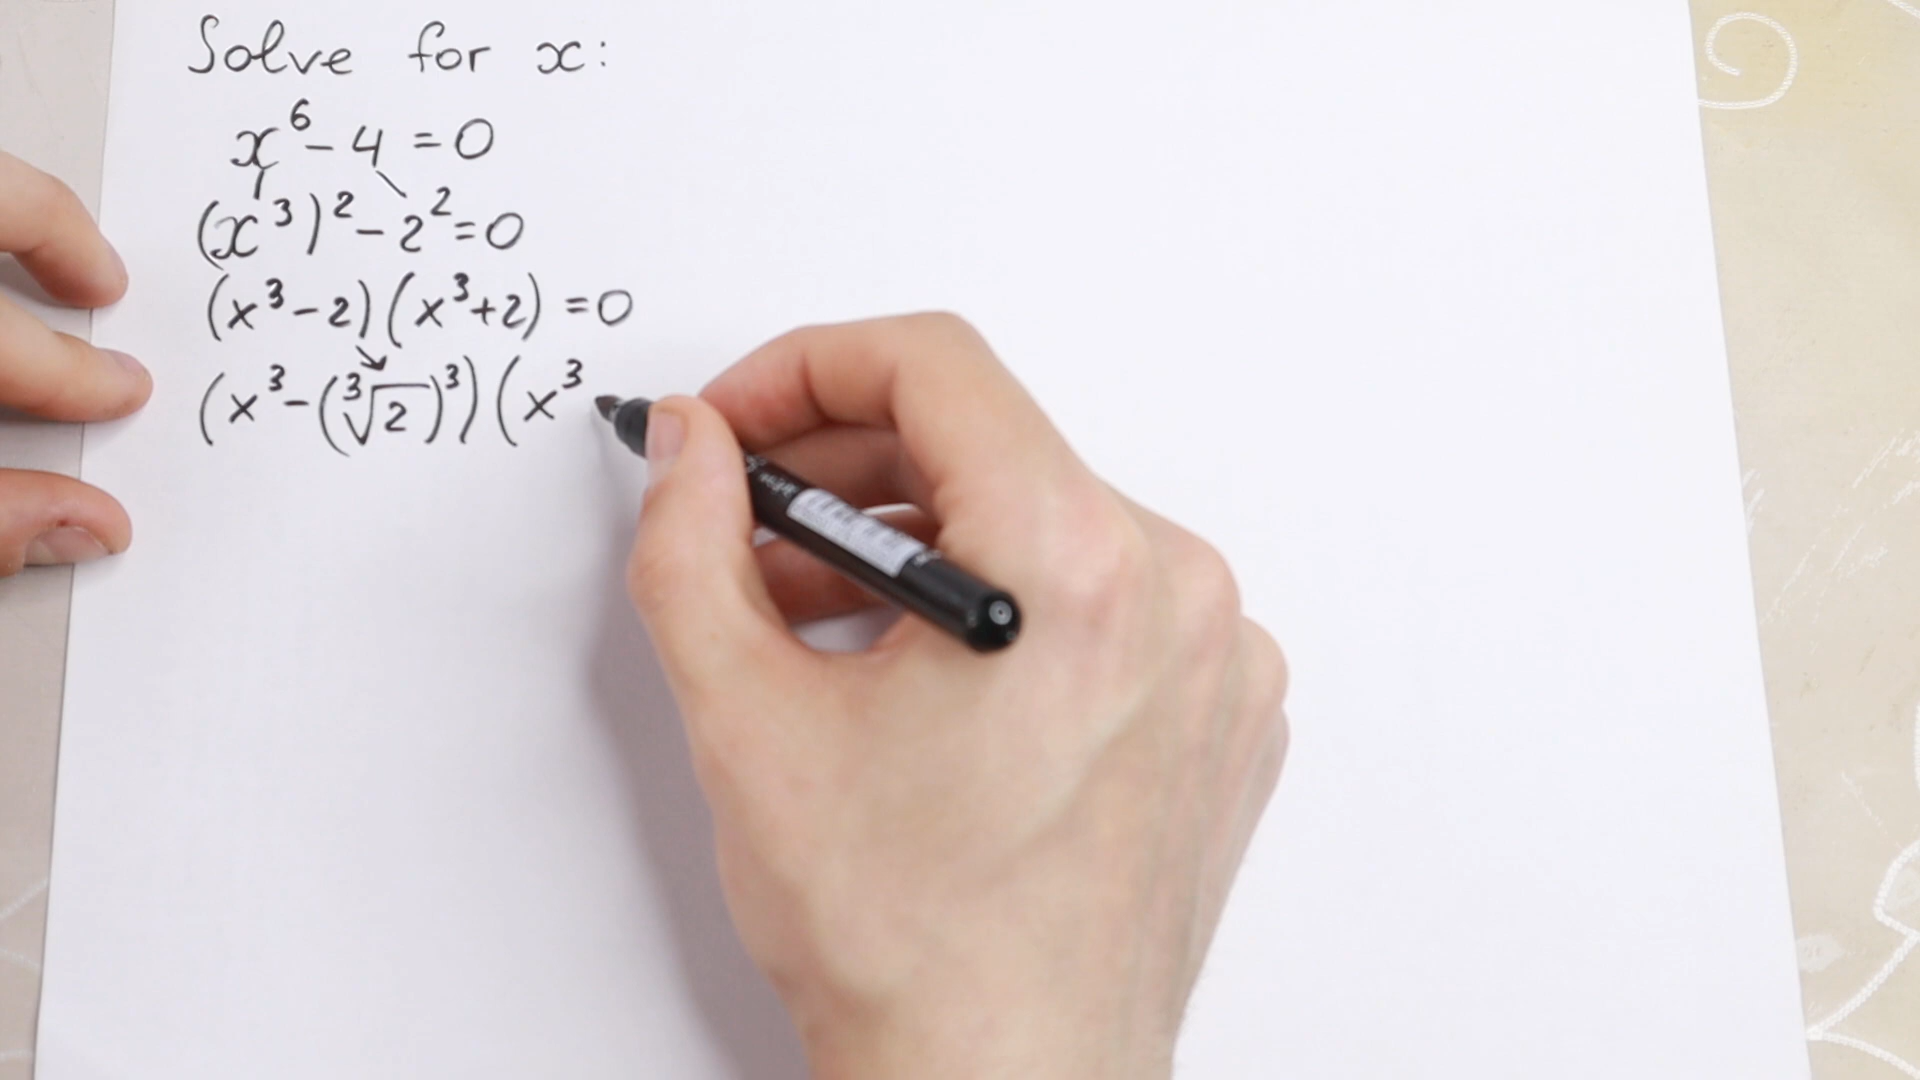 Solve for x:
x⁶ - 4 = 0
(x³)² - 2² = 0
(x³ - 2)(x³ + 2) = 0
(x³ - (∛2)³)(x³